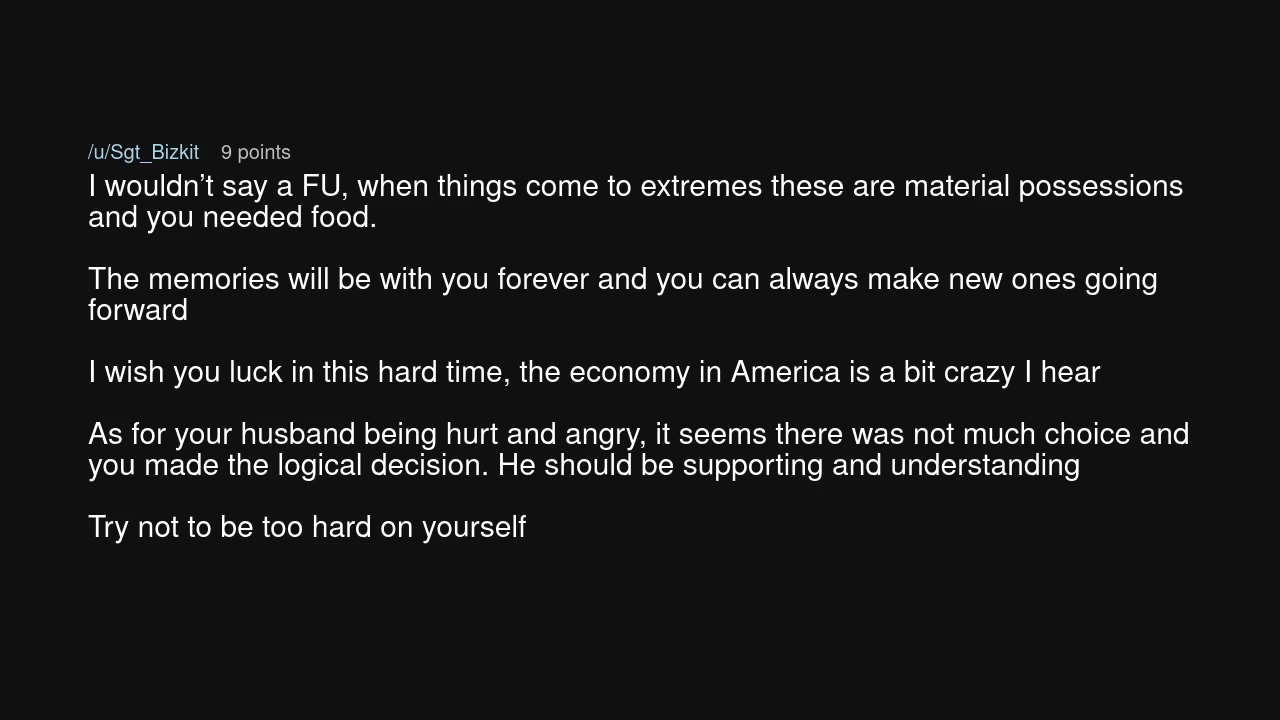 /u/Sgt_Bizkit 9 points
I wouldn’t say a FU, when things come to extremes these are material possessions
and you needed food.
The memories will be with you forever and you can always make new ones going
forward
I wish you luck in this hard time, the economy in America is a bit crazy I hear
As for your husband being hurt and angry, it seems there was not much choice and
you made the logical decision. He should be supporting and understanding
Try not to be too hard on yourself